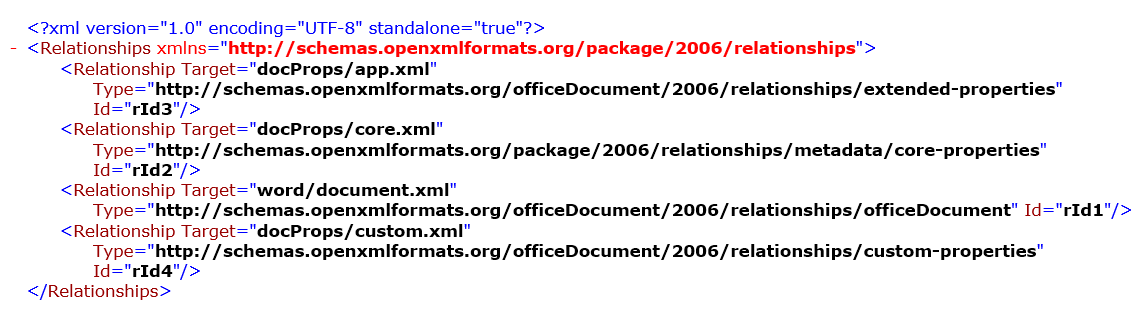 <?xml version="1.0" encoding="UTF-8" standalone="true"?>
- <Relationships xmlns="http://schemas.openxmlformats.org/package/2006/relationships">
<Relationship Target="docProps/app.xml"
Type="http://schemas.openxmlformats.org/officeDocument/2006/relationships/extended-properties"
Id="rId3"/>
<Relationship Target="docProps/core.xml"
Type="http://schemas.openxmlformats.org/package/2006/relationships/metadata/core-properties"
Id="rId2"/>
<Relationship Target="word/document.xml"
Type="http://schemas.openxmlformats.org/officeDocument/2006/relationships/officeDocument" Id="rId1"/>
<Relationship Target="docProps/custom.xml"
Type="http://schemas.openxmlformats.org/officeDocument/2006/relationships/custom-properties"
Id="rId4"/>
</Relationships>